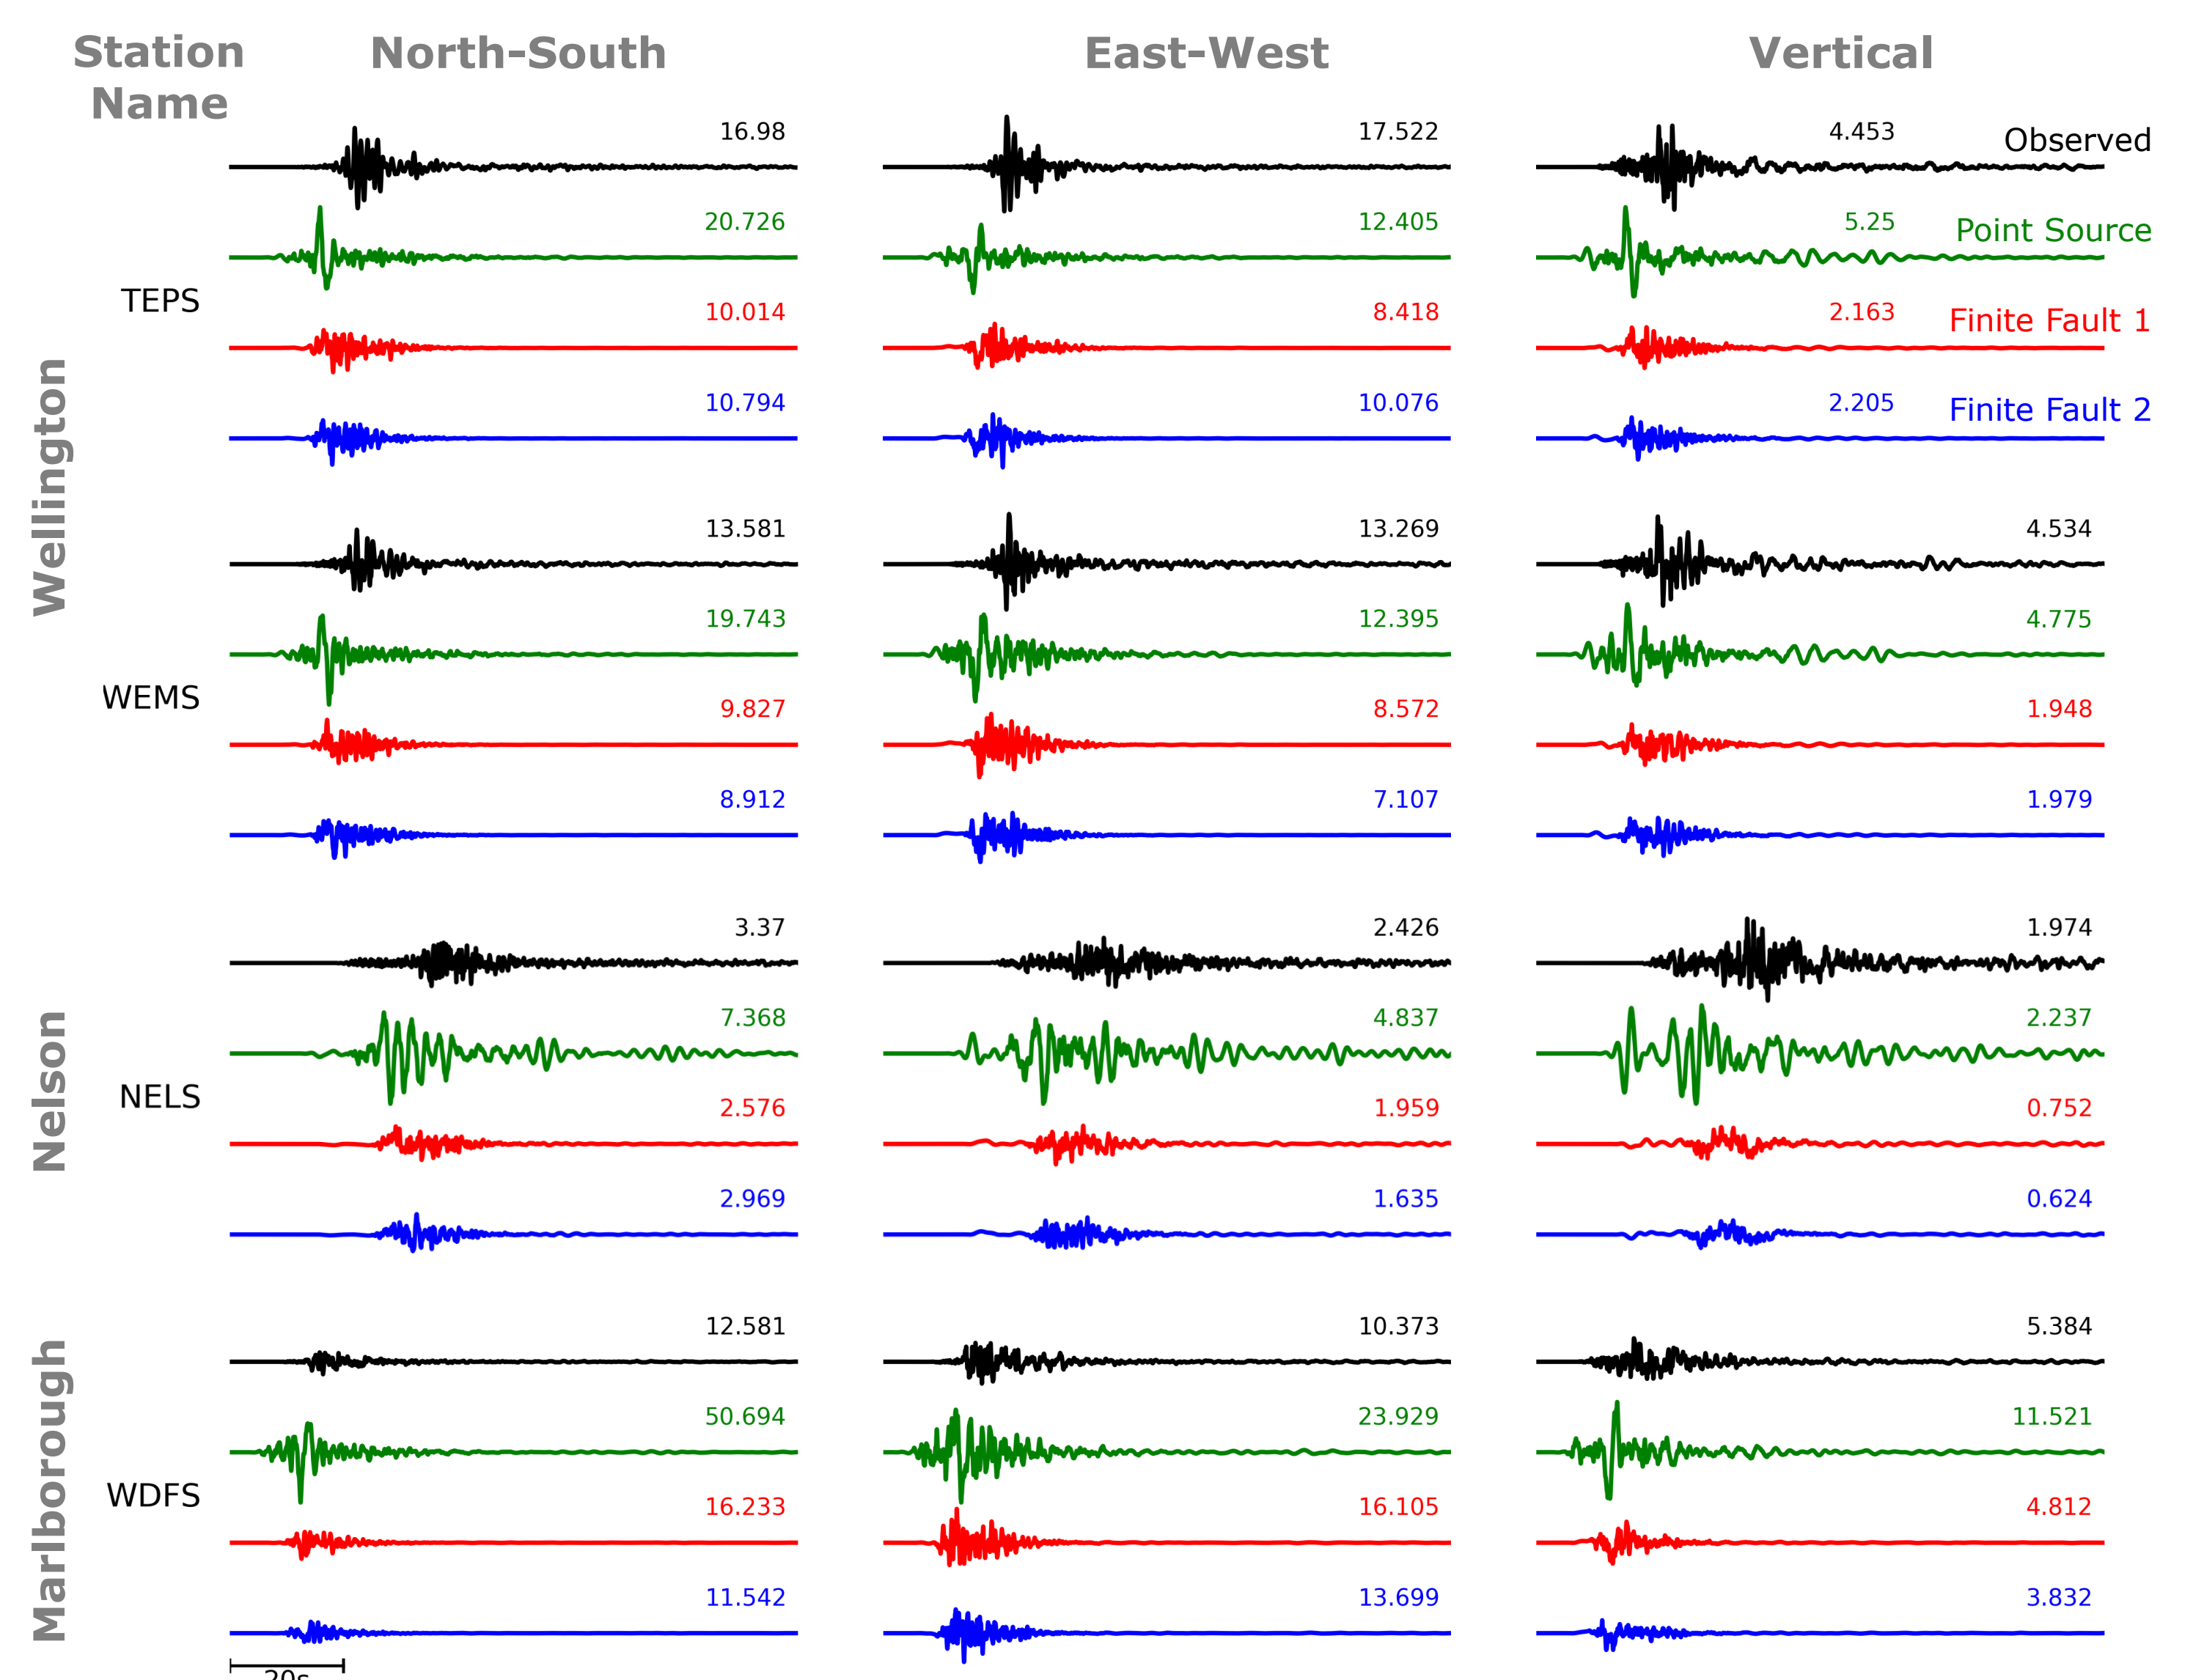 Station
Name
North-South
East-West
Vertical
Wellington
TEPS
16.98
17.522
4.453
Observed
20.726
12.405
5.25
Point Source
10.014
8.418
2.163
Finite Fault 1
10.794
10.076
2.205
Finite Fault 2
WEMS
13.581
13.269
4.534
19.743
12.395
4.775
9.827
8.572
1.948
8.912
7.107
1.979
Nelson
NELS
3.37
2.426
1.974
7.368
4.837
2.237
2.576
1.959
0.752
2.969
1.635
0.624
Marlborough
WDFS
12.581
10.373
5.384
50.694
23.929
11.521
16.233
16.105
4.812
11.542
13.699
3.832
20s